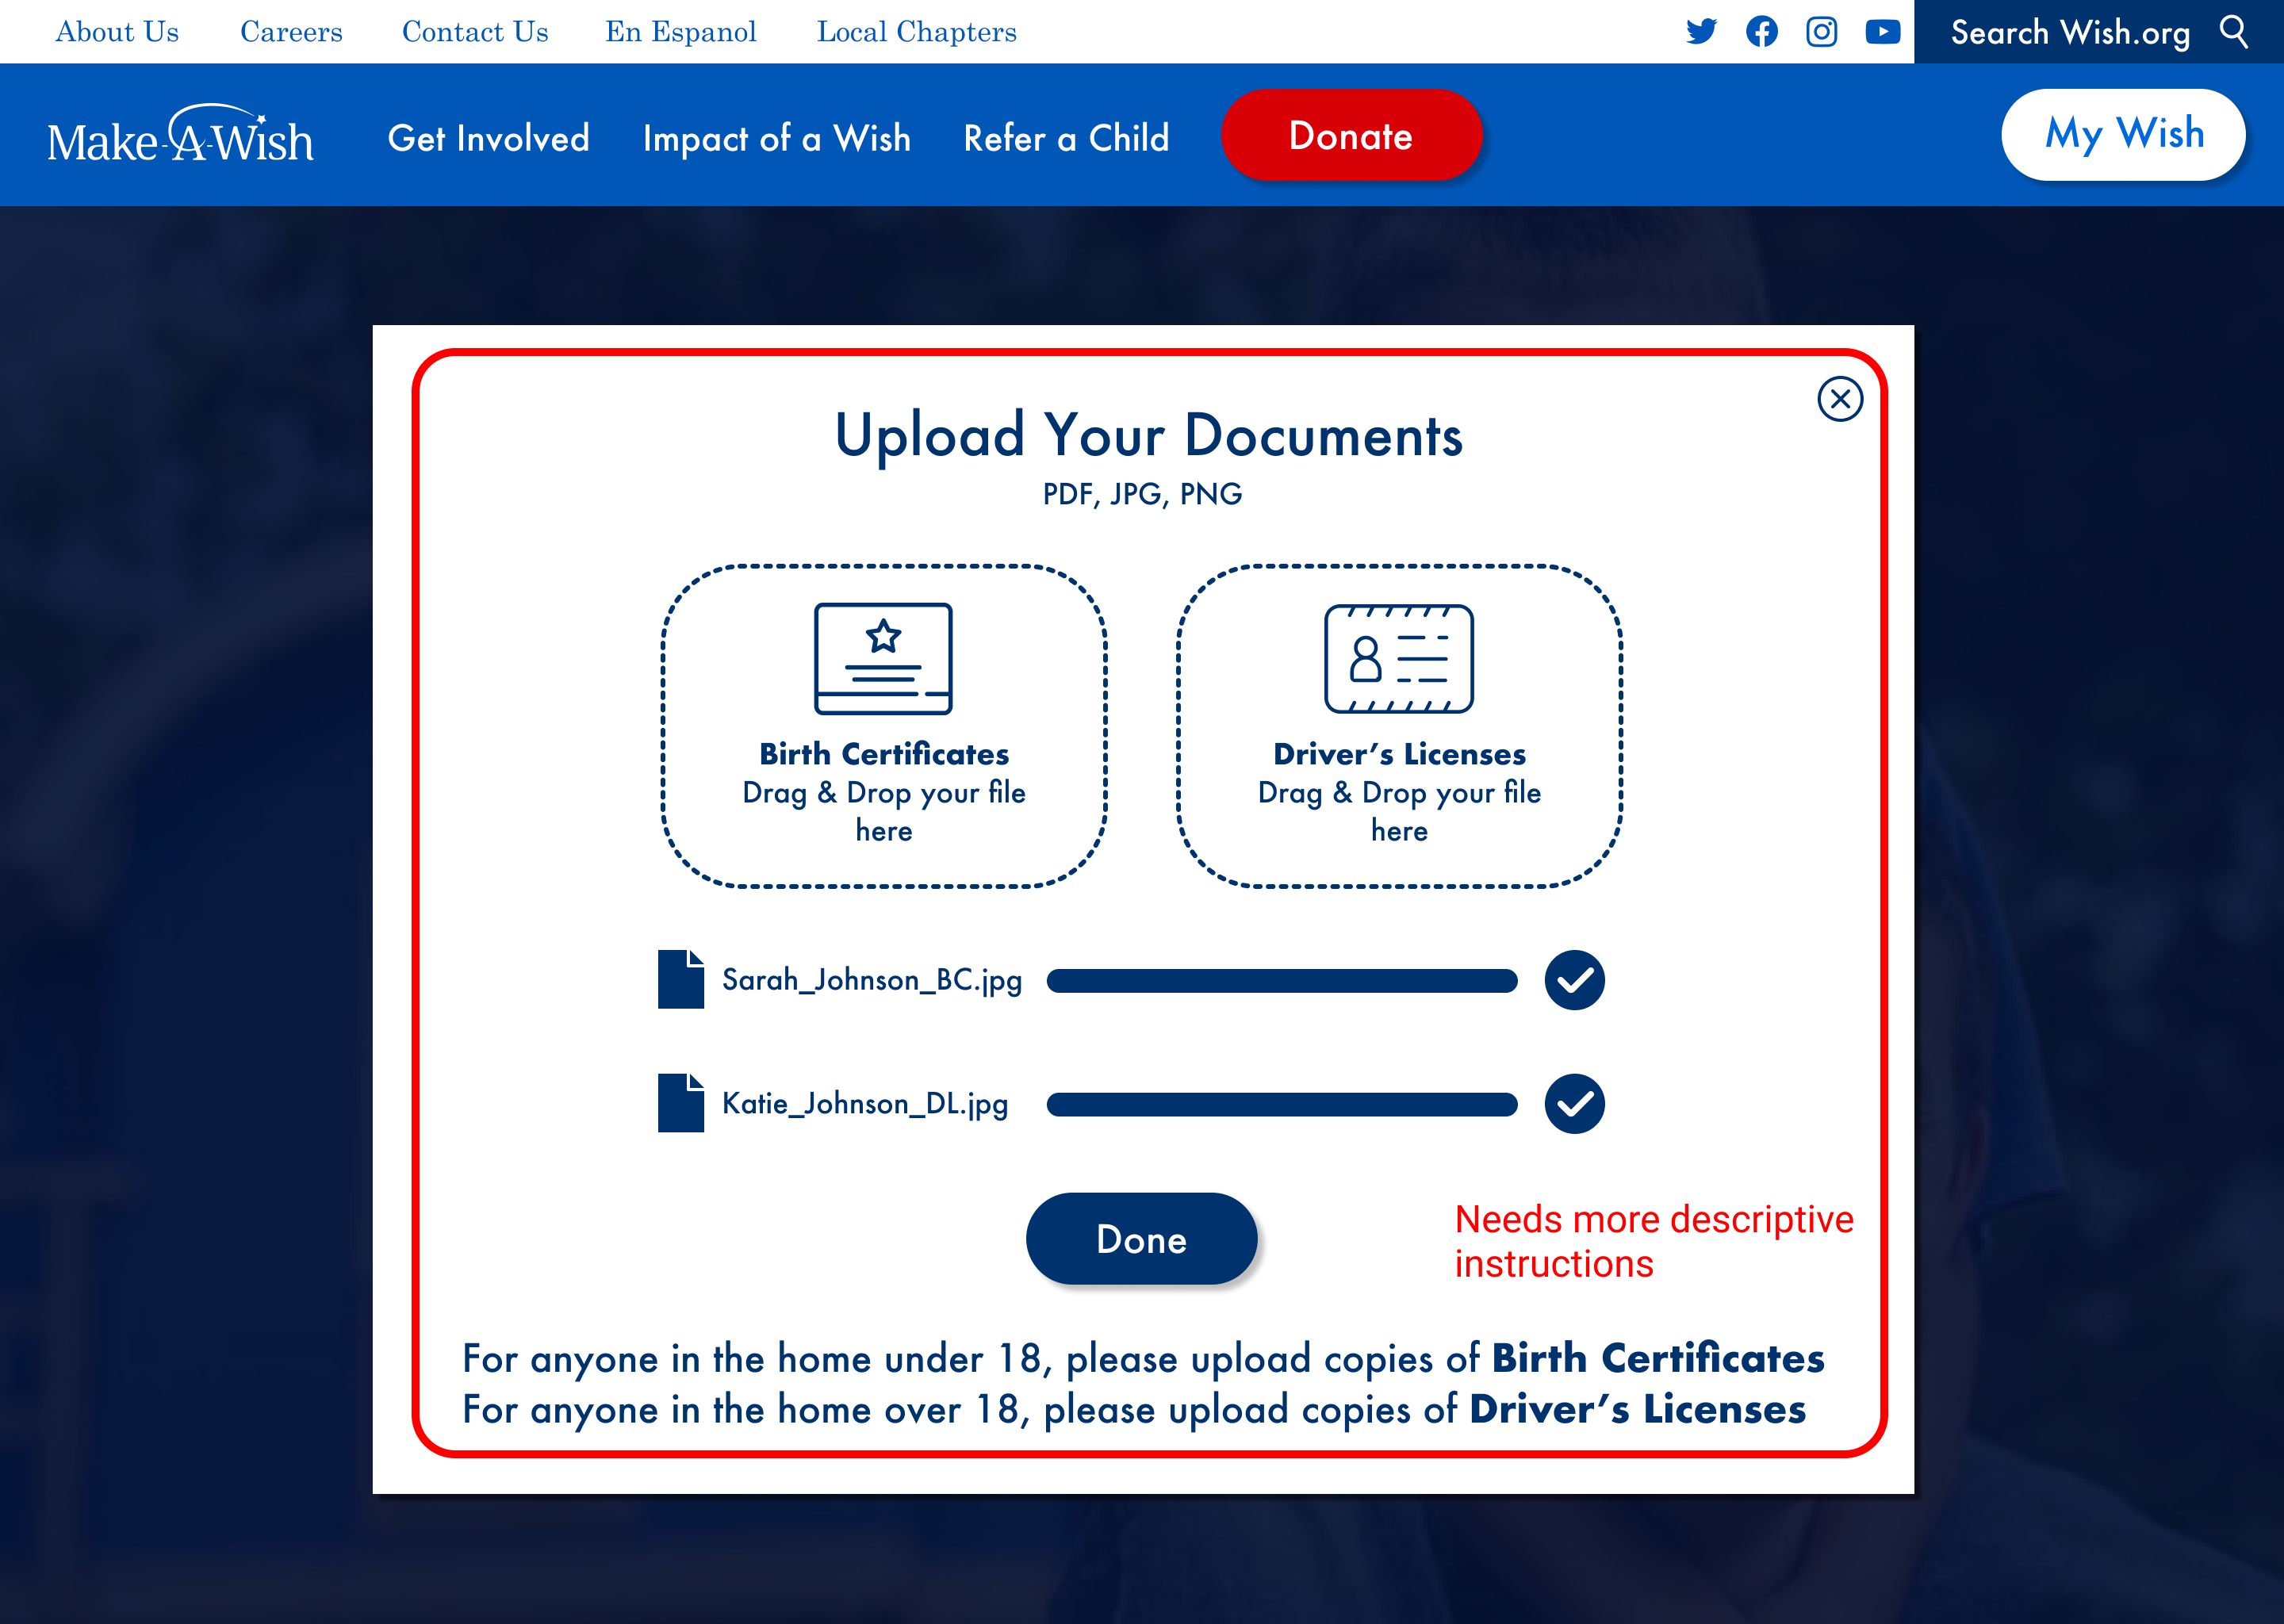 About Us Careers Contact Us En Espanol Local Chapters Search Wish.org
Make-A-Wish Get Involved Impact of a Wish Refer a Child Donate My Wish
Upload Your Documents
PDF, JPG, PNG
Birth Certificates
Drag & Drop your file
here
Driver's Licenses
Drag & Drop your file
here
Sarah_Johnson_BC.jpg
Katie_Johnson_DL.jpg
Done
Needs more descriptive
instructions
For anyone in the home under 18, please upload copies of Birth Certificates
For anyone in the home over 18, please upload copies of Driver's Licenses